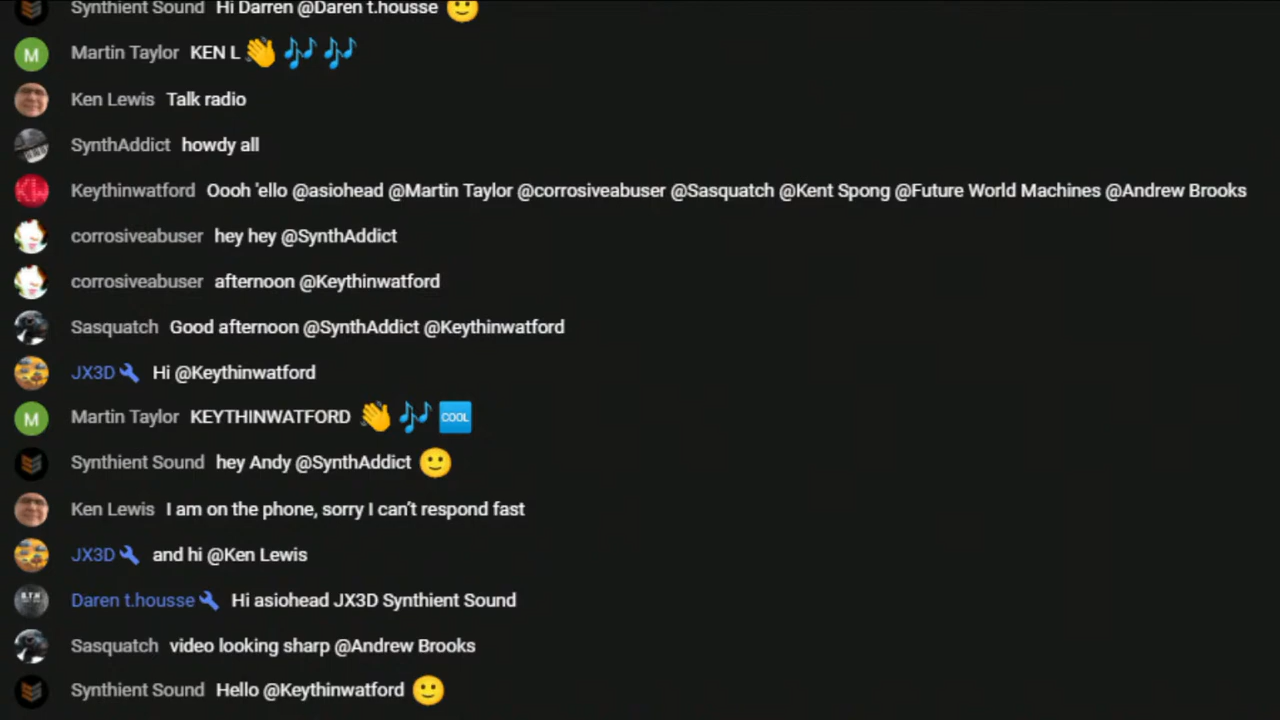 Synthient Sound Hi Darren @Daren t.housse 🙂
M Martin Taylor KEN L 👋 🎶 🎶
Ken Lewis Talk radio
SynthAddict howdy all
KW Keythinwatford Oooh 'ello @asiohead @Martin Taylor @corrosiveabuser @Sasquatch @Kent Spong @Future World Machines @Andrew Brooks
corrosiveabuser hey hey @SynthAddict
corrosiveabuser afternoon @Keythinwatford
Sasquatch Good afternoon @SynthAddict @Keythinwatford
JX3D Hi @Keythinwatford
M Martin Taylor KEYTHINWATFORD 👋 🎶 COOL
Synthient Sound hey Andy @SynthAddict 🙂
Ken Lewis I am on the phone, sorry I can't respond fast
JX3D and hi @Ken Lewis
Daren t.housse Hi asiohead JX3D Synthient Sound
Sasquatch video looking sharp @Andrew Brooks
Synthient Sound Hello @Keythinwatford 🙂